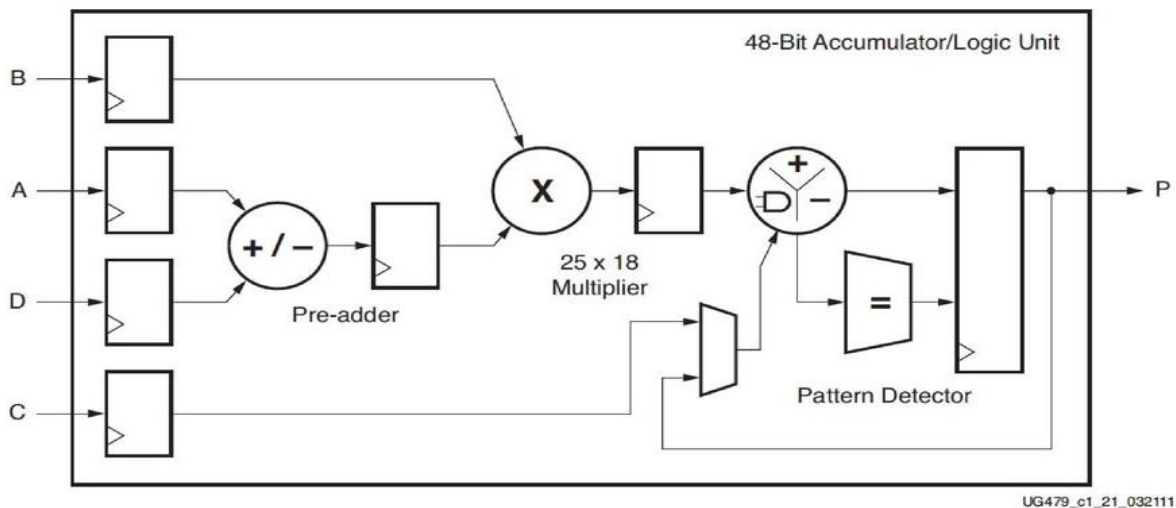 48-Bit Accumulator/Logic Unit
B
A
D
C
+ / −
Pre-adder
X
25 x 18
Multiplier
+
−
=
Pattern Detector
P
UG479_c1_21_032111